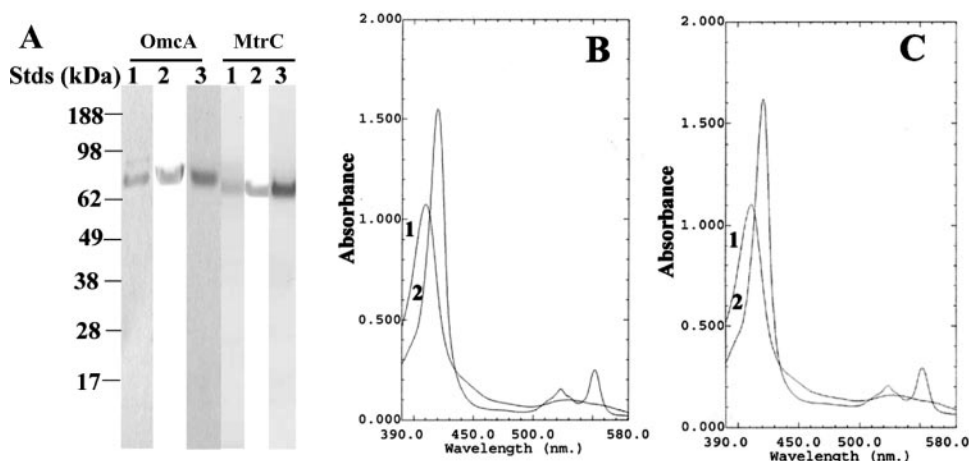 A
OmcA MtrC
Stds (kDa) 1 2 3 1 2 3
188
98
62
49
38
28
17
B
2.000
1.500
1.000
0.500
0.000
Absorbance
1
2
390.0 450.0 500.0 580.0
Wavelength (nm.)
C
2.000
1.500
1.000
0.500
0.000
Absorbance
1
2
390.0 450.0 500.0 580.0
Wavelength (nm.)